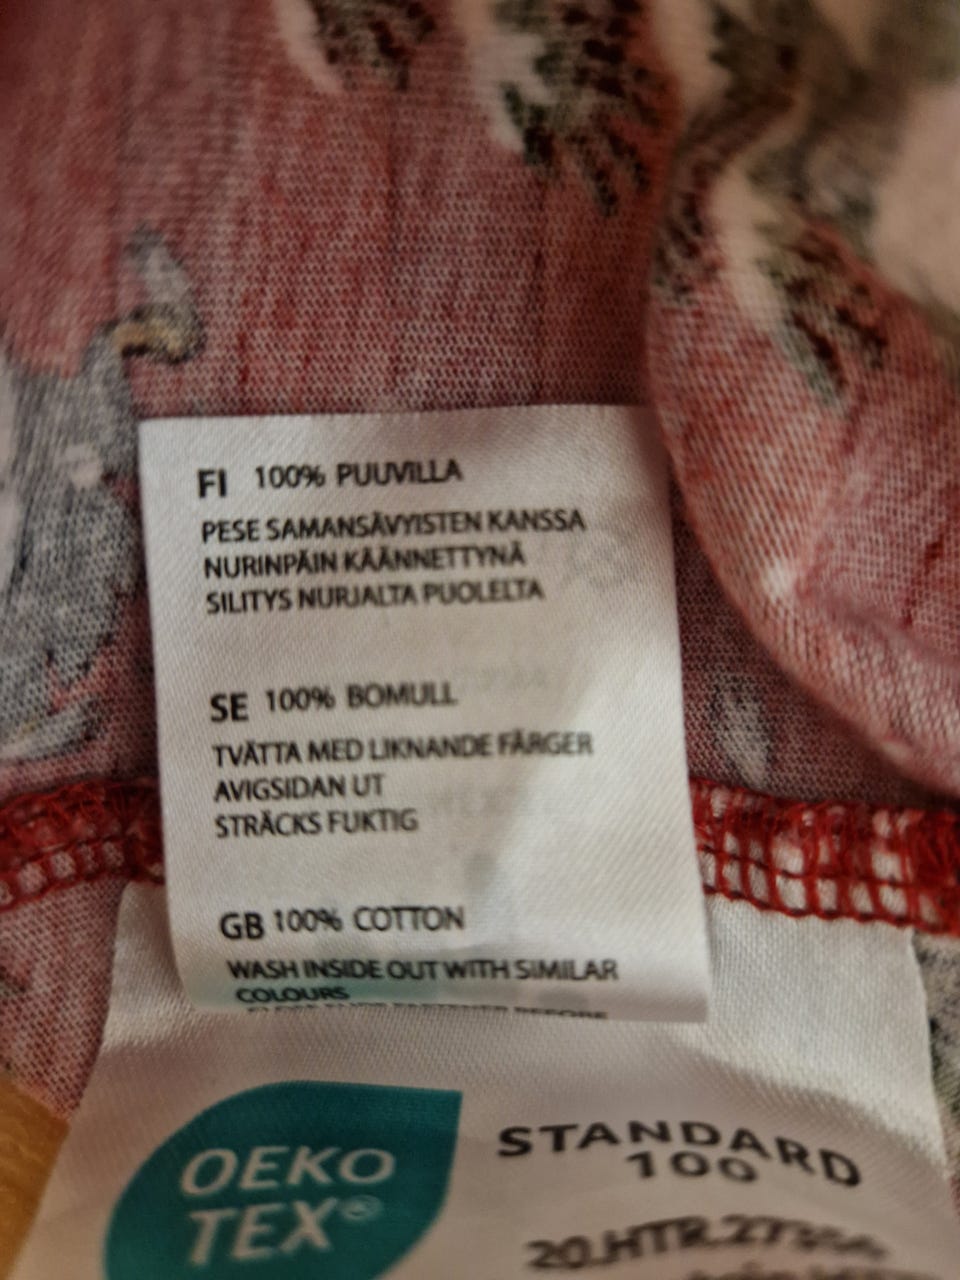 FI 100% PUUVILLA
PESE SAMANSÄVYISTEN KANSSA
NURINPÄIN KÄÄNNETTYNÄ
SILITYS NURJALTA PUOLELTA
SE 100% BOMULL
TVÄTTA MED LIKNANDE FÄRGER
AVIGSIDAN UT
STRÄCKS FUKTIG
GB 100% COTTON
WASH INSIDE OUT WITH SIMILAR
COLOURS
BEFORE
OEKO
TEX®
STANDARD
100